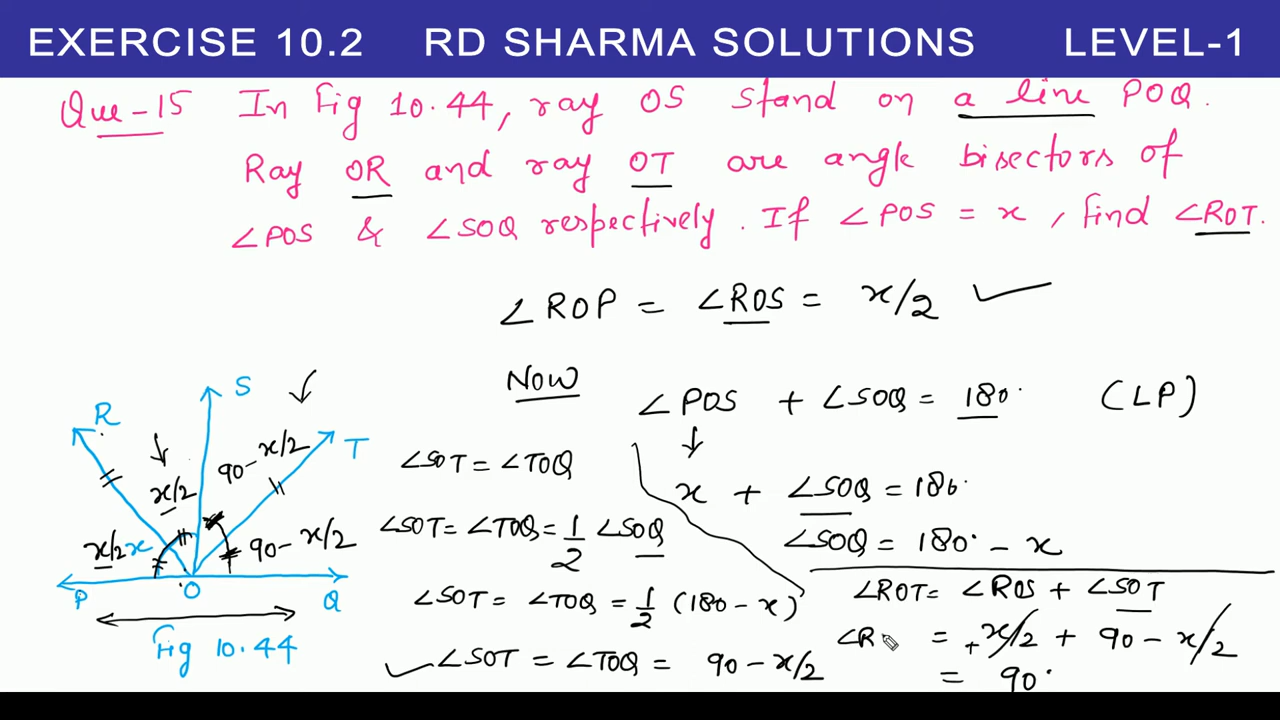 EXERCISE 10.2 RD SHARMA SOLUTIONS LEVEL-1
Que-15 In Fig 10.44, ray OS stand on a line POQ.
Ray OR and ray OT are angle bisectors of
∠POS & ∠SOQ respectively. If ∠POS = x, find ∠ROT.
∠ROP = ∠ROS = x/2 ✓
Now
∠POS + ∠SOQ = 180° (LP)
x + ∠SOQ = 180°
∠SOQ = 180° - x
∠SOT = ∠TOQ
∠SOT = ∠TOQ = 1/2 ∠SOQ
∠SOT = ∠TOQ = 1/2 (180 - x)
✓ ∠SOT = ∠TOQ = 90 - x/2
∠ROT = ∠ROS + ∠SOT
∠R = + x/2 + 90 - x/2
= 90°
S
R
T
90 - x/2
x/2
x/2 x
90 - x/2
P O Q
Fig 10.44